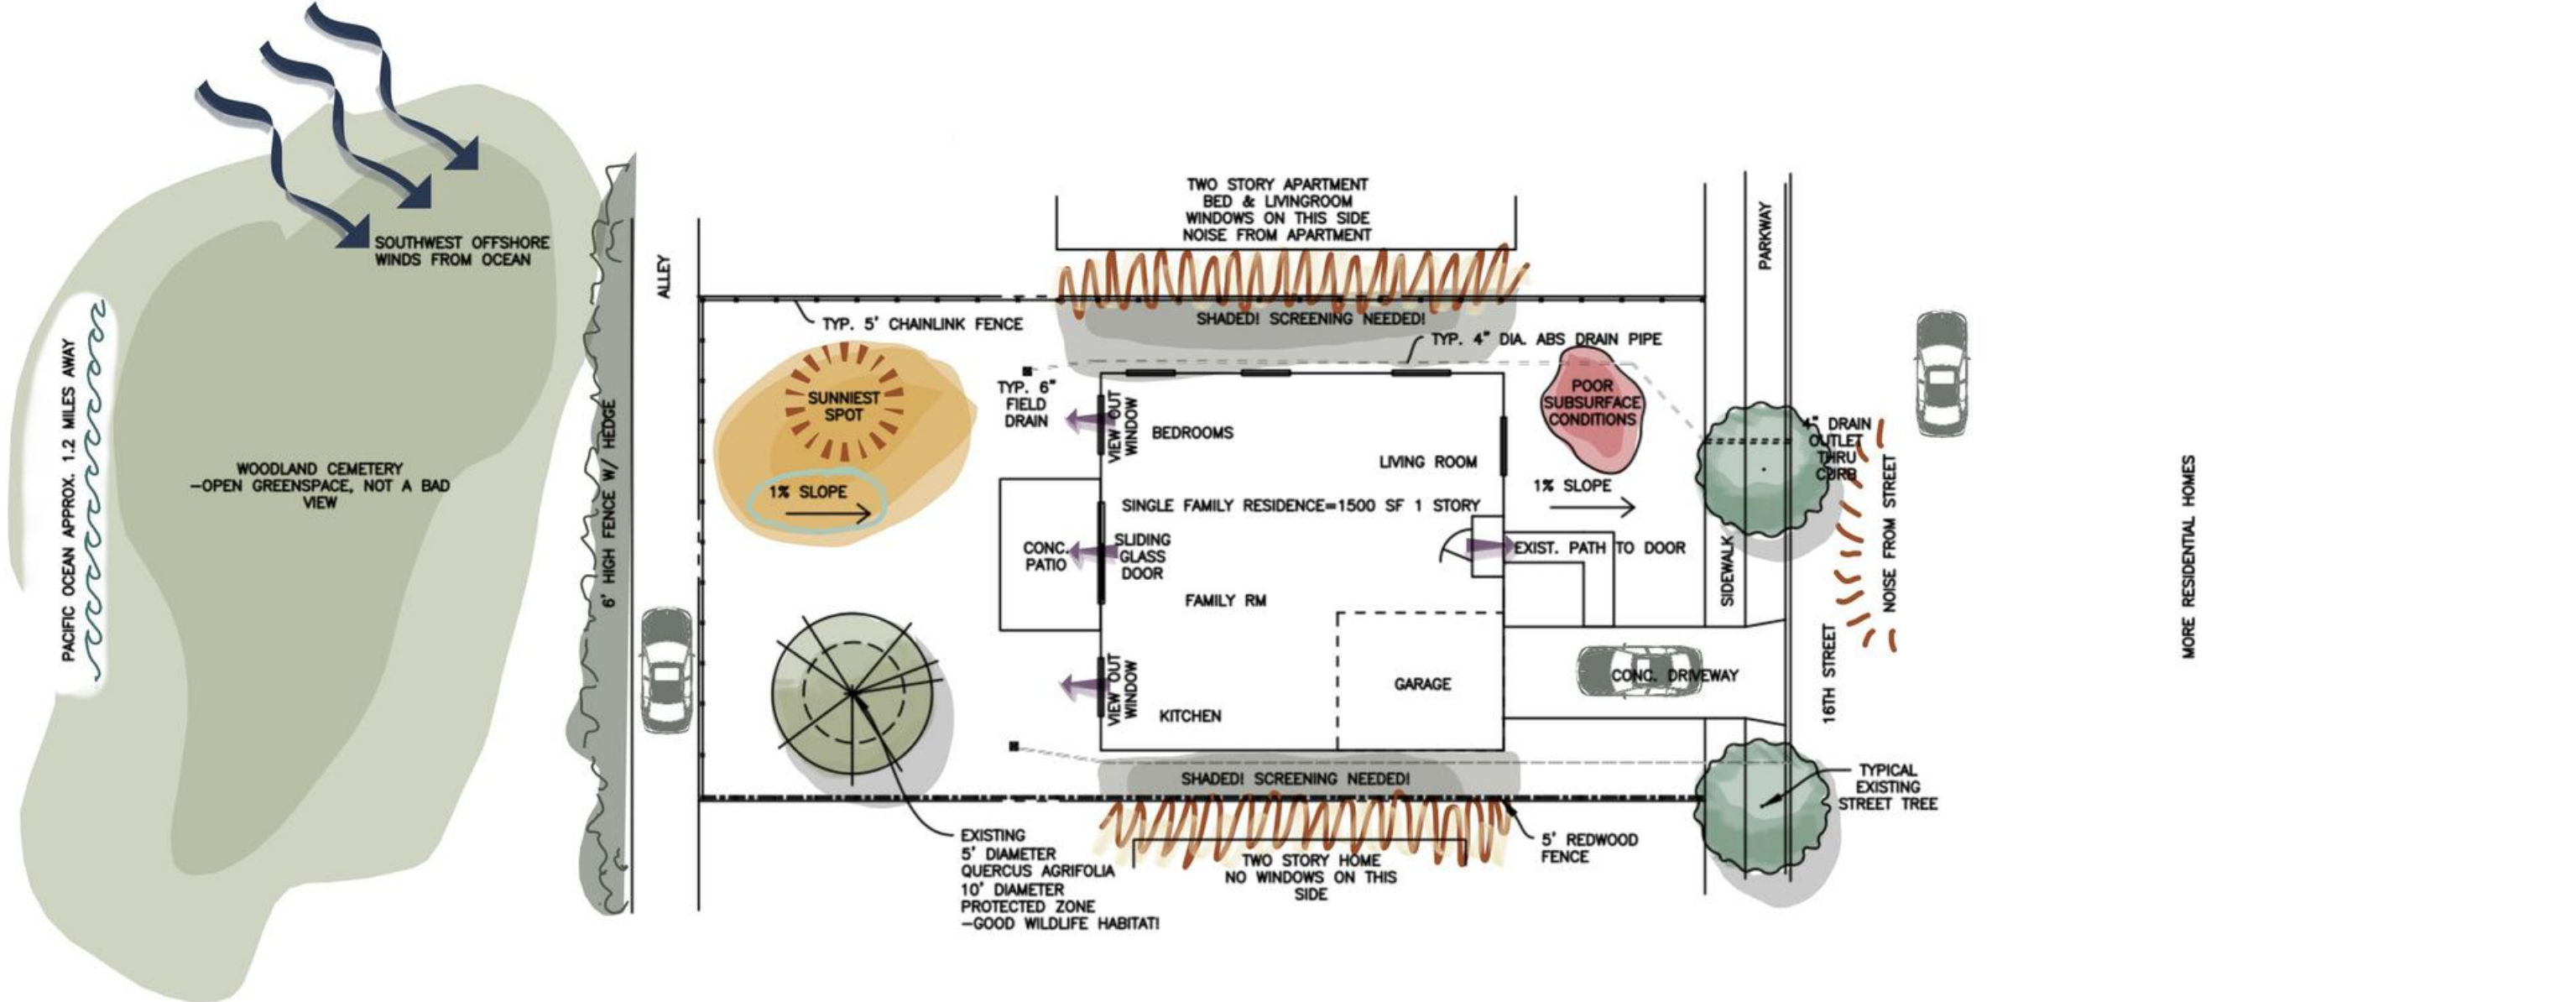 SOUTHWEST OFFSHORE
WINDS FROM OCEAN
PACIFIC OCEAN APPROX. 1.2 MILES AWAY
WOODLAND CEMETERY
-OPEN GREENSPACE, NOT A BAD
VIEW
6' HIGH FENCE W/ HEDGE
ALLEY
TWO STORY APARTMENT
BED & LIVINGROOM
WINDOWS ON THIS SIDE
NOISE FROM APARTMENT
TYP. 5' CHAINLINK FENCE
SHADED! SCREENING NEEDED!
TYP. 4" DIA. ABS DRAIN PIPE
SUNNIEST
SPOT
1% SLOPE
TYP. 6"
FIELD
DRAIN
VIEW OUT
WINDOW
BEDROOMS
LIVING ROOM
POOR
SUBSURFACE
CONDITIONS
1% SLOPE
SINGLE FAMILY RESIDENCE=1500 SF 1 STORY
CONC.
PATIO
SLIDING
GLASS
DOOR
EXIST. PATH TO DOOR
FAMILY RM
VIEW OUT
WINDOW
KITCHEN
GARAGE
CONC. DRIVEWAY
SHADED! SCREENING NEEDED!
EXISTING
5' DIAMETER
QUERCUS AGRIFOLIA
10' DIAMETER
PROTECTED ZONE
-GOOD WILDLIFE HABITAT!
TWO STORY HOME
NO WINDOWS ON THIS
SIDE
5' REDWOOD
FENCE
PARKWAY
SIDEWALK
4" DRAIN
OUTLET
THRU
CURB
NOISE FROM STREET
16TH STREET
TYPICAL
EXISTING
STREET TREE
MORE RESIDENTIAL HOMES